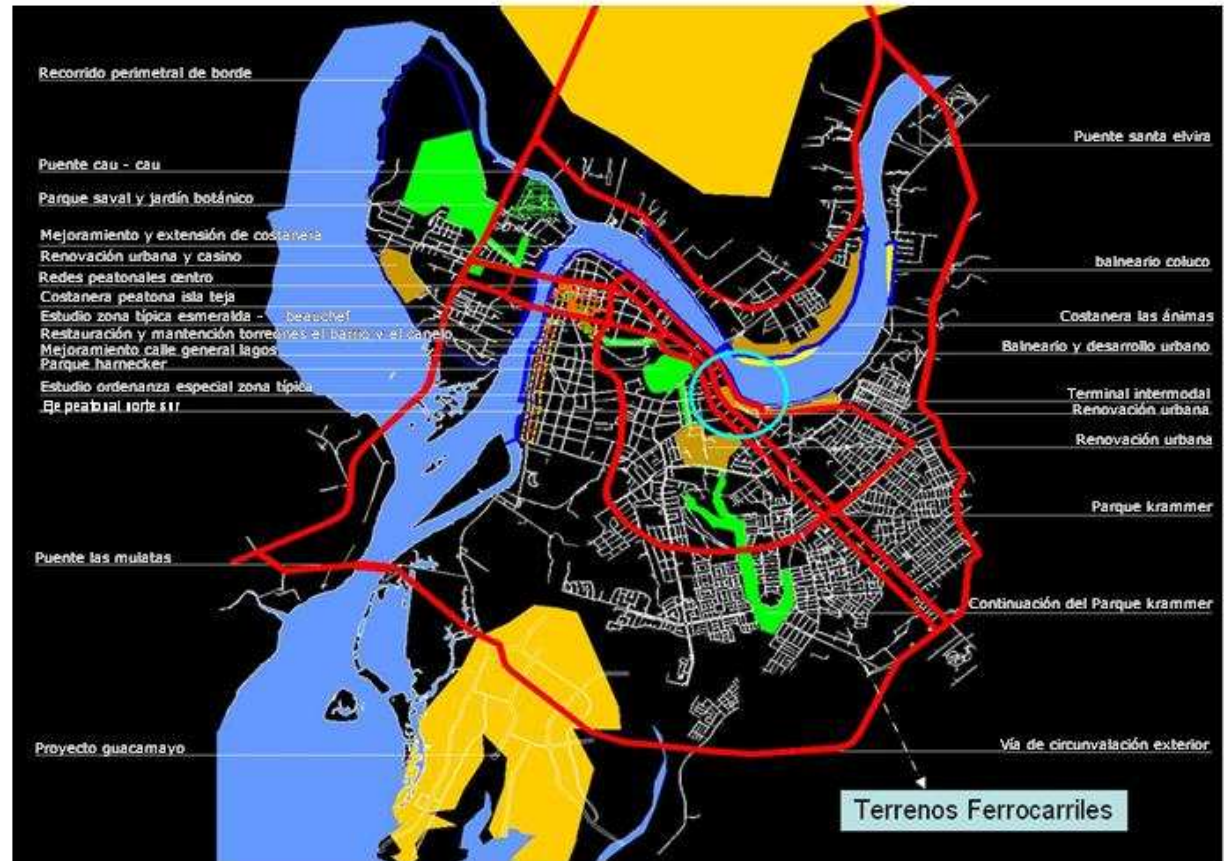 Recorrido perimetral de borde
Puente cau - cau
Parque saval y jardín botánico
Mejoramiento y extensión de costanera
Renovación urbana y casino
Redes peatonales centro
Costanera peatona isla teja
Estudio zona típica esmeralda - beauchef
Restauración y mantención torreones el barrio y el canelo
Mejoramiento calle general lagos
Parque harnecker
Estudio ordenanza especial zona típica
Eje peatonal norte sur
Puente las mulatas
Proyecto guacamayo
Puente santa elvira
balneario coluco
Costanera las ánimas
Balneario y desarrollo urbano
Terminal intermodal
Renovación urbana
Renovación urbana
Parque krammer
Continuación del Parque krammer
Vía de circunvalación exterior
Terrenos Ferrocarriles